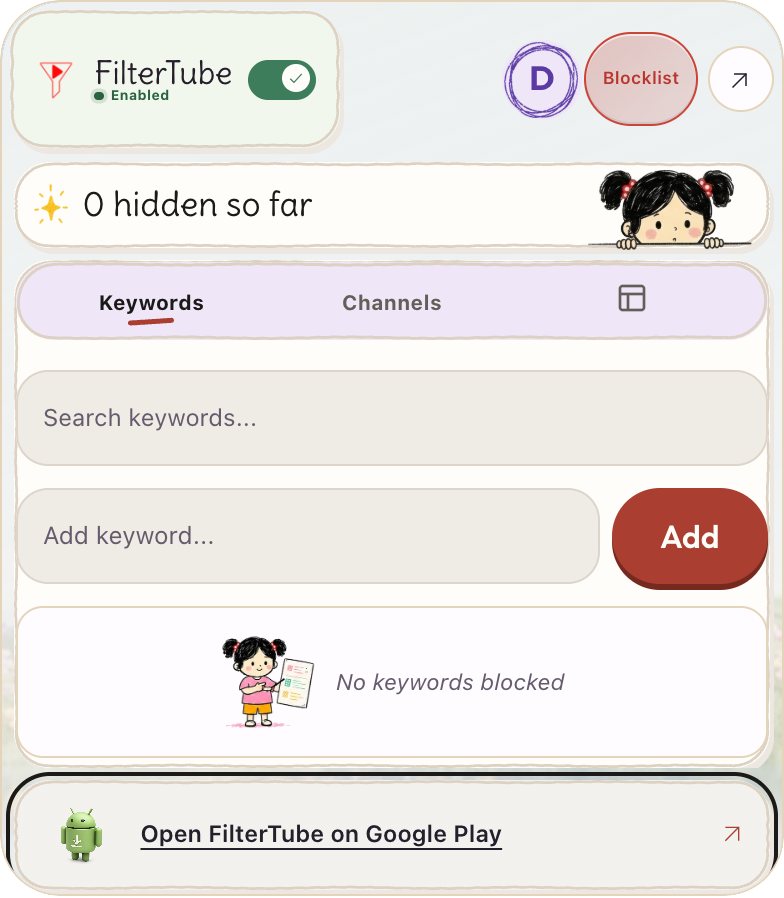 FilterTube
Enabled
D
Blocklist
0 hidden so far
Keywords
Channels
Search keywords...
Add keyword...
Add
No keywords blocked
Open FilterTube on Google Play